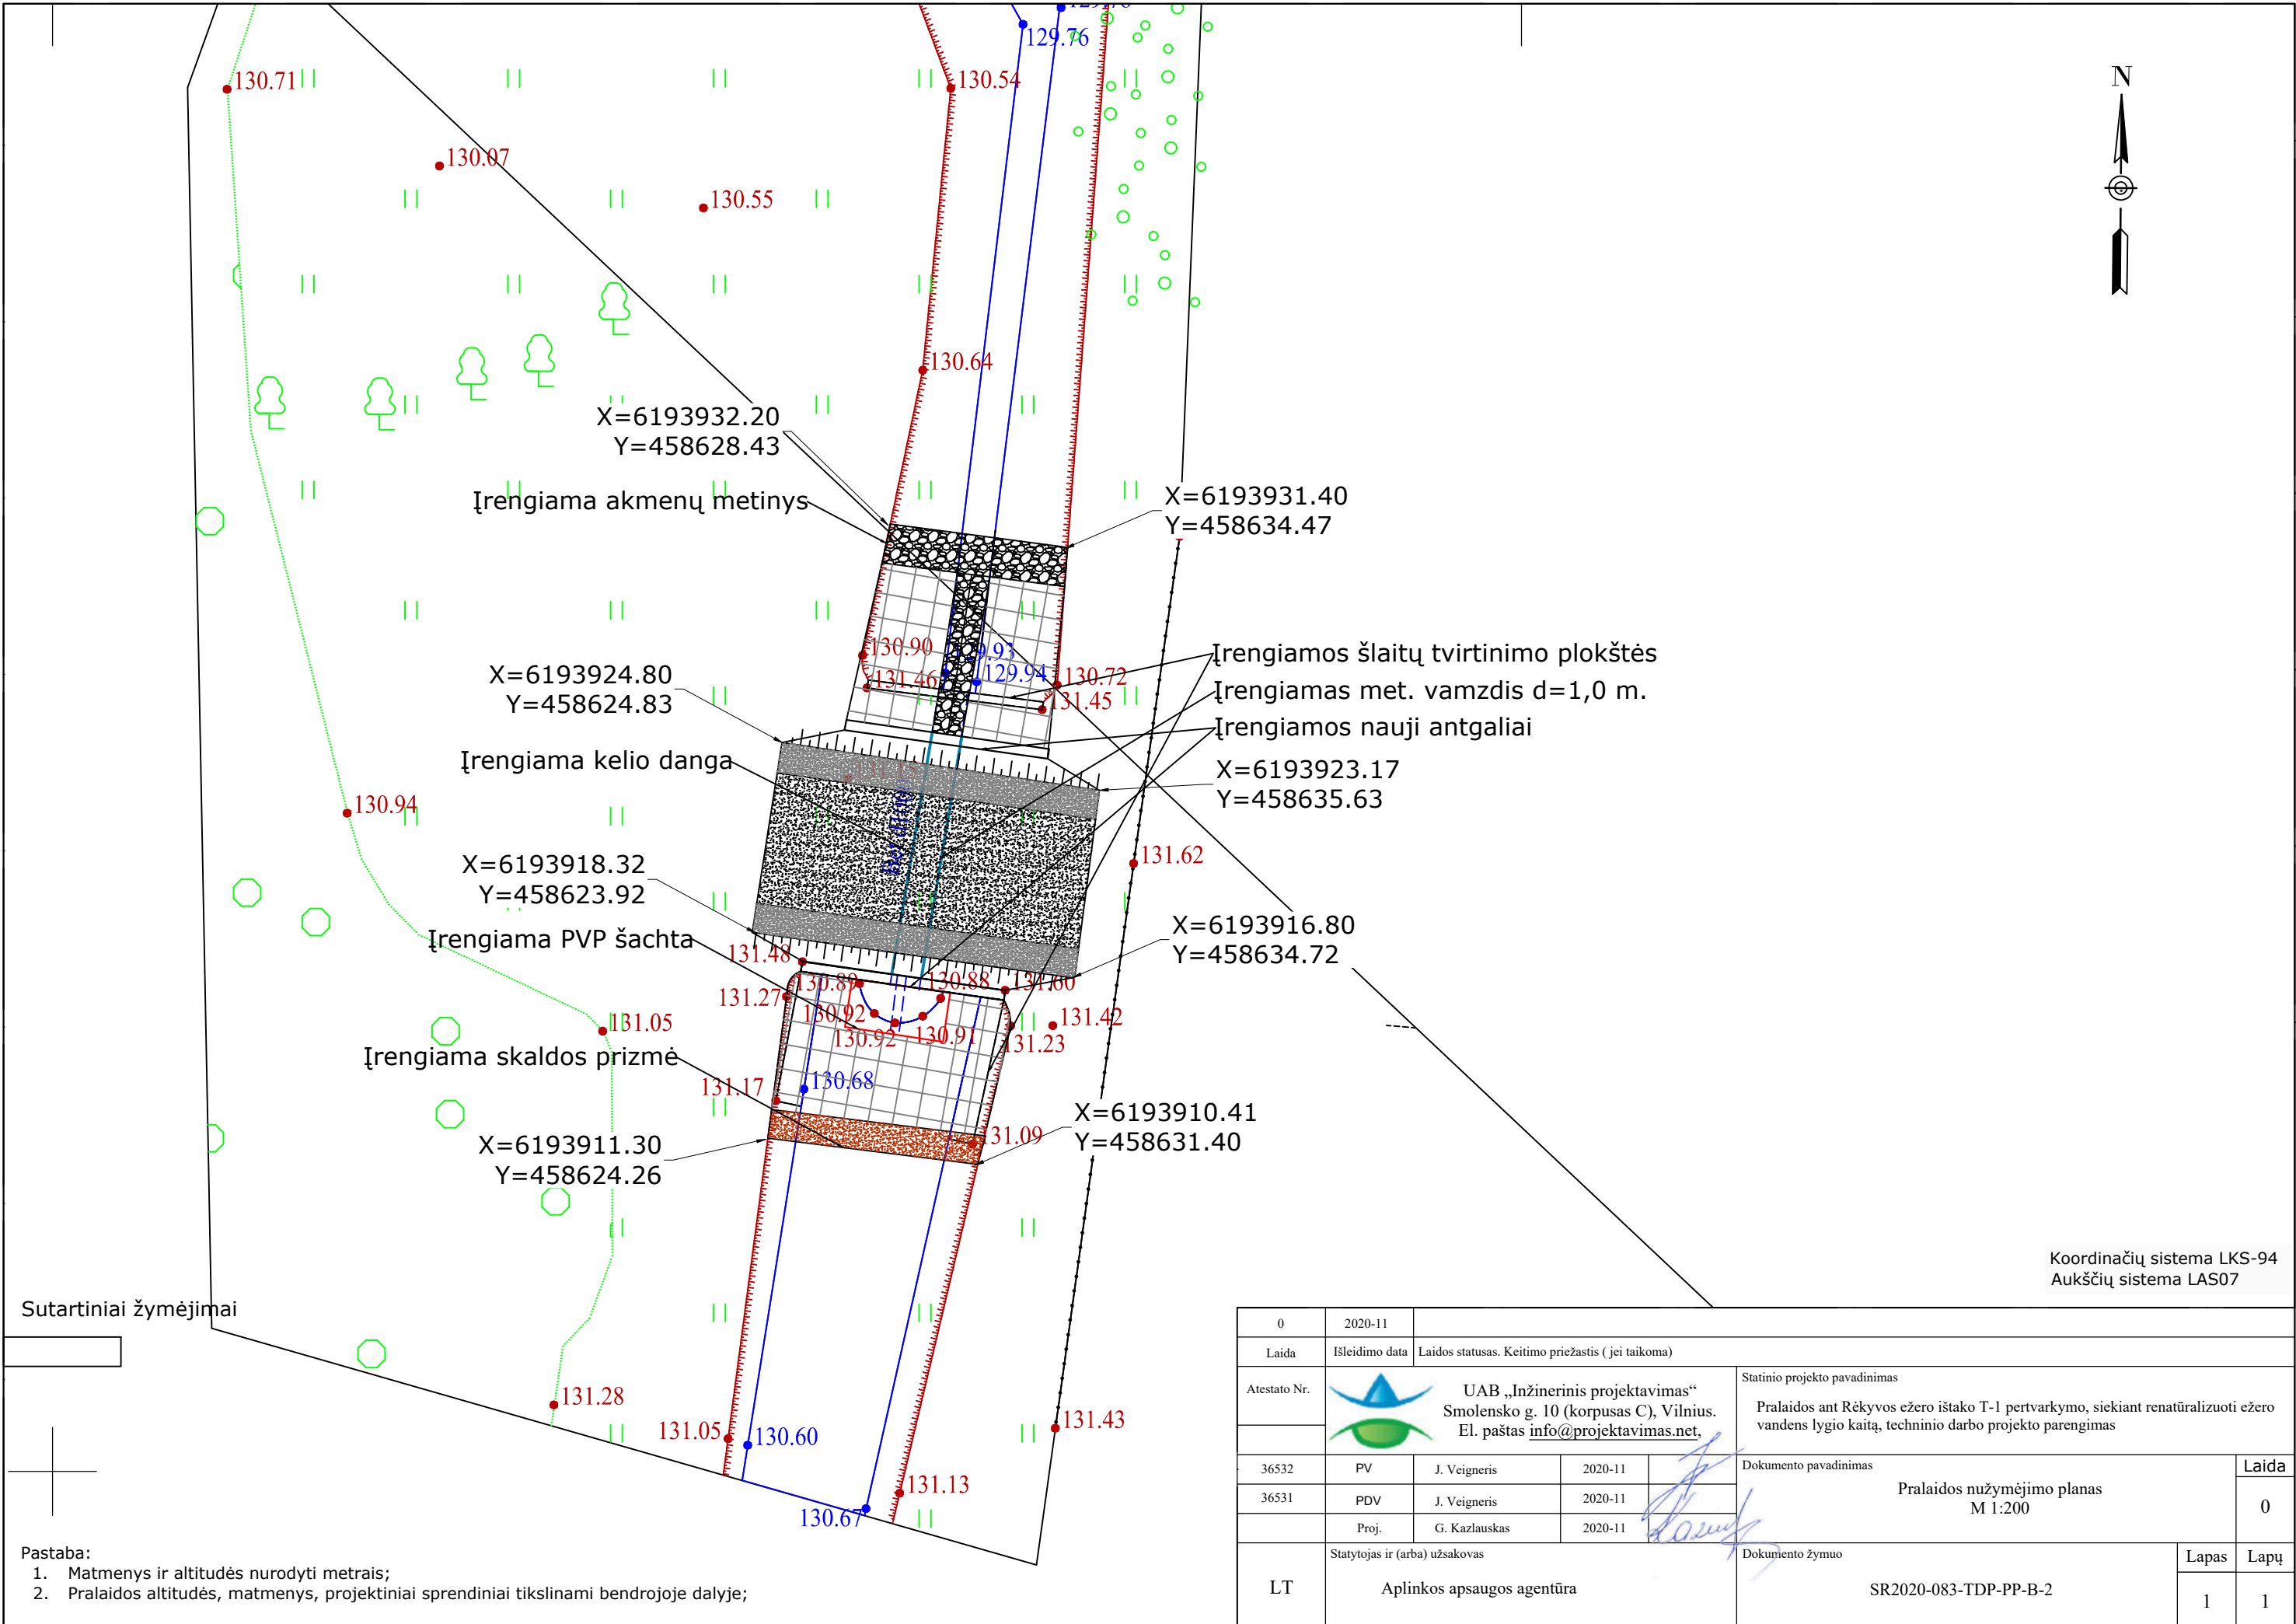 129.76
130.71
130.54
N
130.07
130.55
130.64
X=6193932.20
Y=458628.43
Įrengiama akmenų metinys
X=6193931.40
Y=458634.47
130.90
129.94
131.46
130.72
131.45
X=6193924.80
Y=458624.83
Įrengiamos šlaitų tvirtinimo plokštės
Įrengiamas met. vamzdis d=1,0 m.
Įrengiamos nauji antgaliai
Įrengiama kelio danga
X=6193923.17
Y=458635.63
130.94
131.62
X=6193918.32
Y=458623.92
X=6193916.80
Y=458634.72
Įrengiama PVP šachta
131.48
130.89
130.88
131.60
131.27
130.92
130.92
130.91
131.23
131.42
131.05
Įrengiama skaldos prizmė
131.17
130.68
X=6193910.41
Y=458631.40
131.09
X=6193911.30
Y=458624.26
Koordinačių sistema LKS-94
Aukščių sistema LAS07
Sutartiniai žymėjimai
131.28
131.05
130.60
131.43
131.13
130.67
Pastaba:
1. Matmenys ir altitudės nurodyti metrais;
2. Pralaidos altitudės, matmenys, projektiniai sprendiniai tikslinami bendrojoje dalyje;
0 2020-11
Laida Išleidimo data Laidos statusas. Keitimo priežastis ( jei taikoma)
Atestato Nr.
UAB „Inžinerinis projektavimas“
Smolensko g. 10 (korpusas C), Vilnius.
El. paštas info@projektavimas.net,
Statinio projekto pavadinimas
Pralaidos ant Rėkyvos ežero ištako T-1 pertvarkymo, siekiant renatūralizuoti ežero
vandens lygio kaitą, techninio darbo projekto parengimas
36532 PV J. Veigneris 2020-11
36531 PDV J. Veigneris 2020-11
Proj. G. Kazlauskas 2020-11
Dokumento pavadinimas
Pralaidos nužymėjimo planas
M 1:200
Laida
0
LT
Statytojas ir (arba) užsakovas
Aplinkos apsaugos agentūra
Dokumento žymuo
SR2020-083-TDP-PP-B-2
Lapas Lapų
1 1